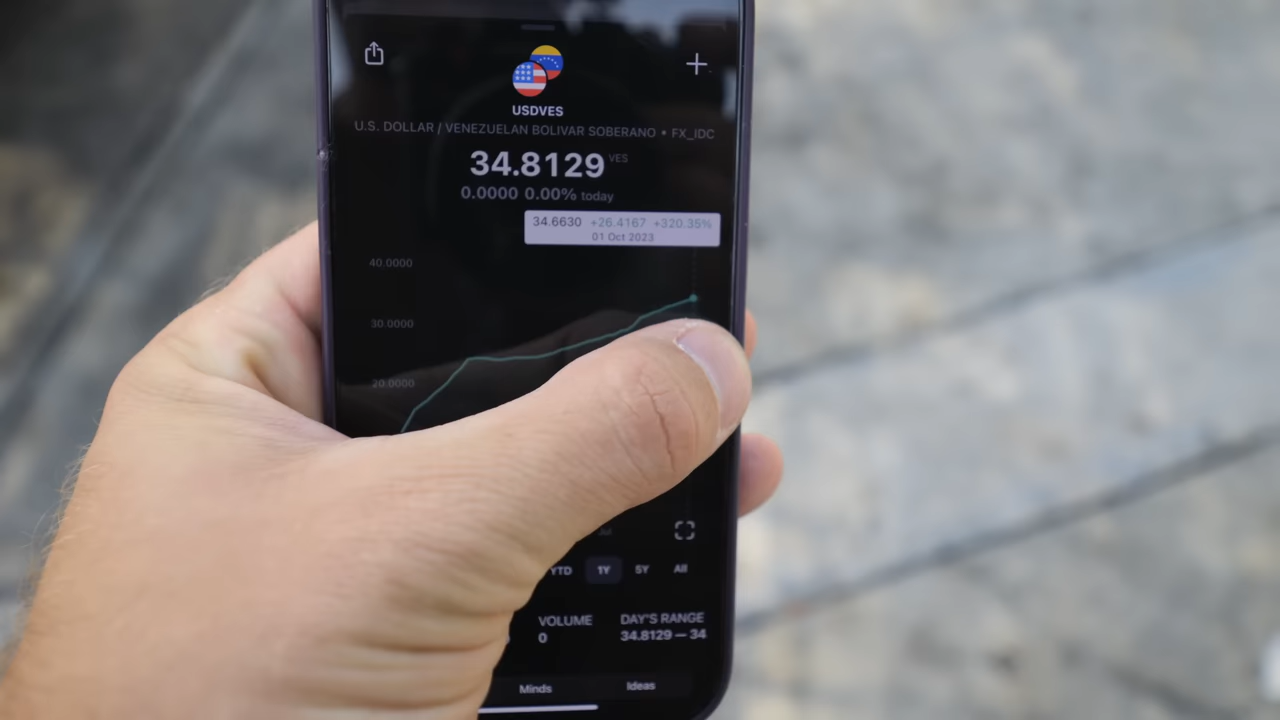 USDVES
U.S. DOLLAR / VENEZUELAN BOLIVAR SOBERANO • FX_IDC
34.8129 VES
0.0000 0.00% today
34.6630 +26.4167 +320.35%
01 Oct 2023
40.0000
30.0000
20.0000
YTD 1Y 5Y All
VOLUME DAY'S RANGE
0 34.8129 — 34
Minds Ideas